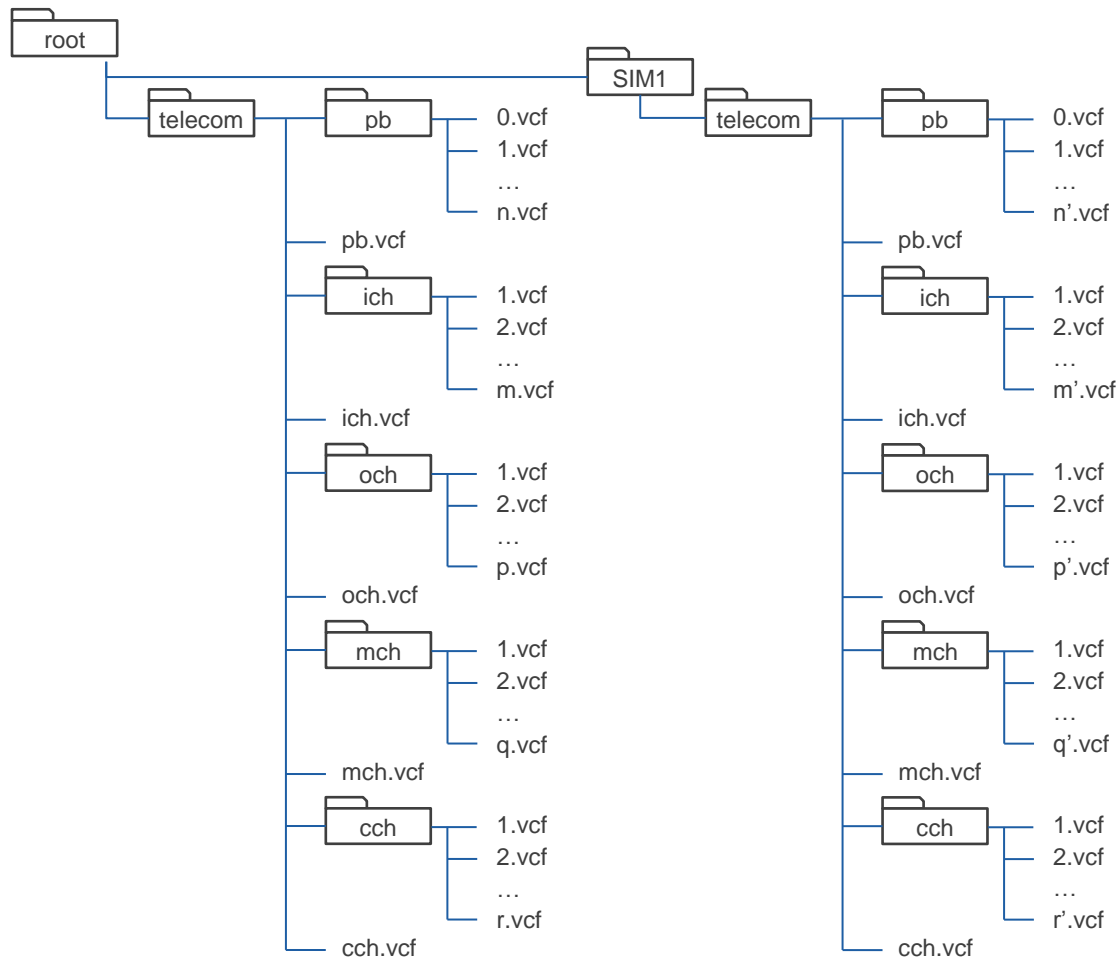 root
SIM1
telecom
pb
0.vcf
1.vcf
…
n.vcf
pb.vcf
ich
1.vcf
2.vcf
…
m.vcf
ich.vcf
och
1.vcf
2.vcf
…
p.vcf
och.vcf
mch
1.vcf
2.vcf
…
q.vcf
mch.vcf
cch
1.vcf
2.vcf
…
r.vcf
cch.vcf
telecom
pb
0.vcf
1.vcf
…
n’.vcf
pb.vcf
ich
1.vcf
2.vcf
…
m’.vcf
ich.vcf
och
1.vcf
2.vcf
…
p’.vcf
och.vcf
mch
1.vcf
2.vcf
…
q’.vcf
mch.vcf
cch
1.vcf
2.vcf
…
r’.vcf
cch.vcf